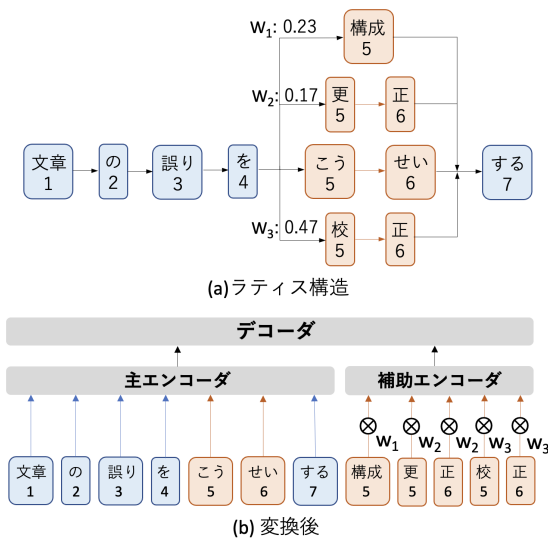 w₁: 0.23
構成
5
w₂: 0.17
更
5
正
6
文章
1
の
2
誤り
3
を
4
こう
5
せい
6
する
7
w₃: 0.47
校
5
正
6
(a)ラティス構造
デコーダ
主エンコーダ
補助エンコーダ
w₁
w₂
w₂
w₃
w₃
文章
1
の
2
誤り
3
を
4
こう
5
せい
6
する
7
構成
5
更
5
正
6
校
5
正
6
(b) 変換後